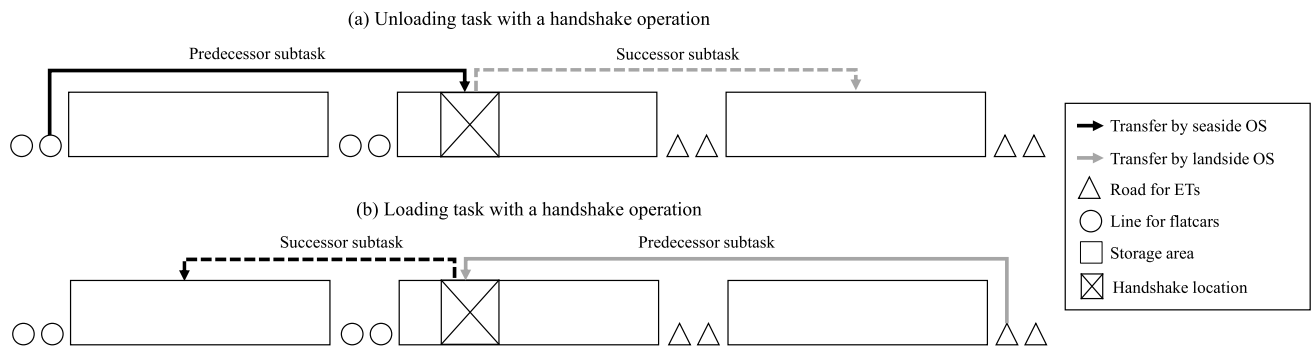 (a) Unloading task with a handshake operation
Predecessor subtask
Successor subtask
Transfer by seaside OS
Transfer by landside OS
Road for ETs
Line for flatcars
Storage area
Handshake location
(b) Loading task with a handshake operation
Successor subtask
Predecessor subtask